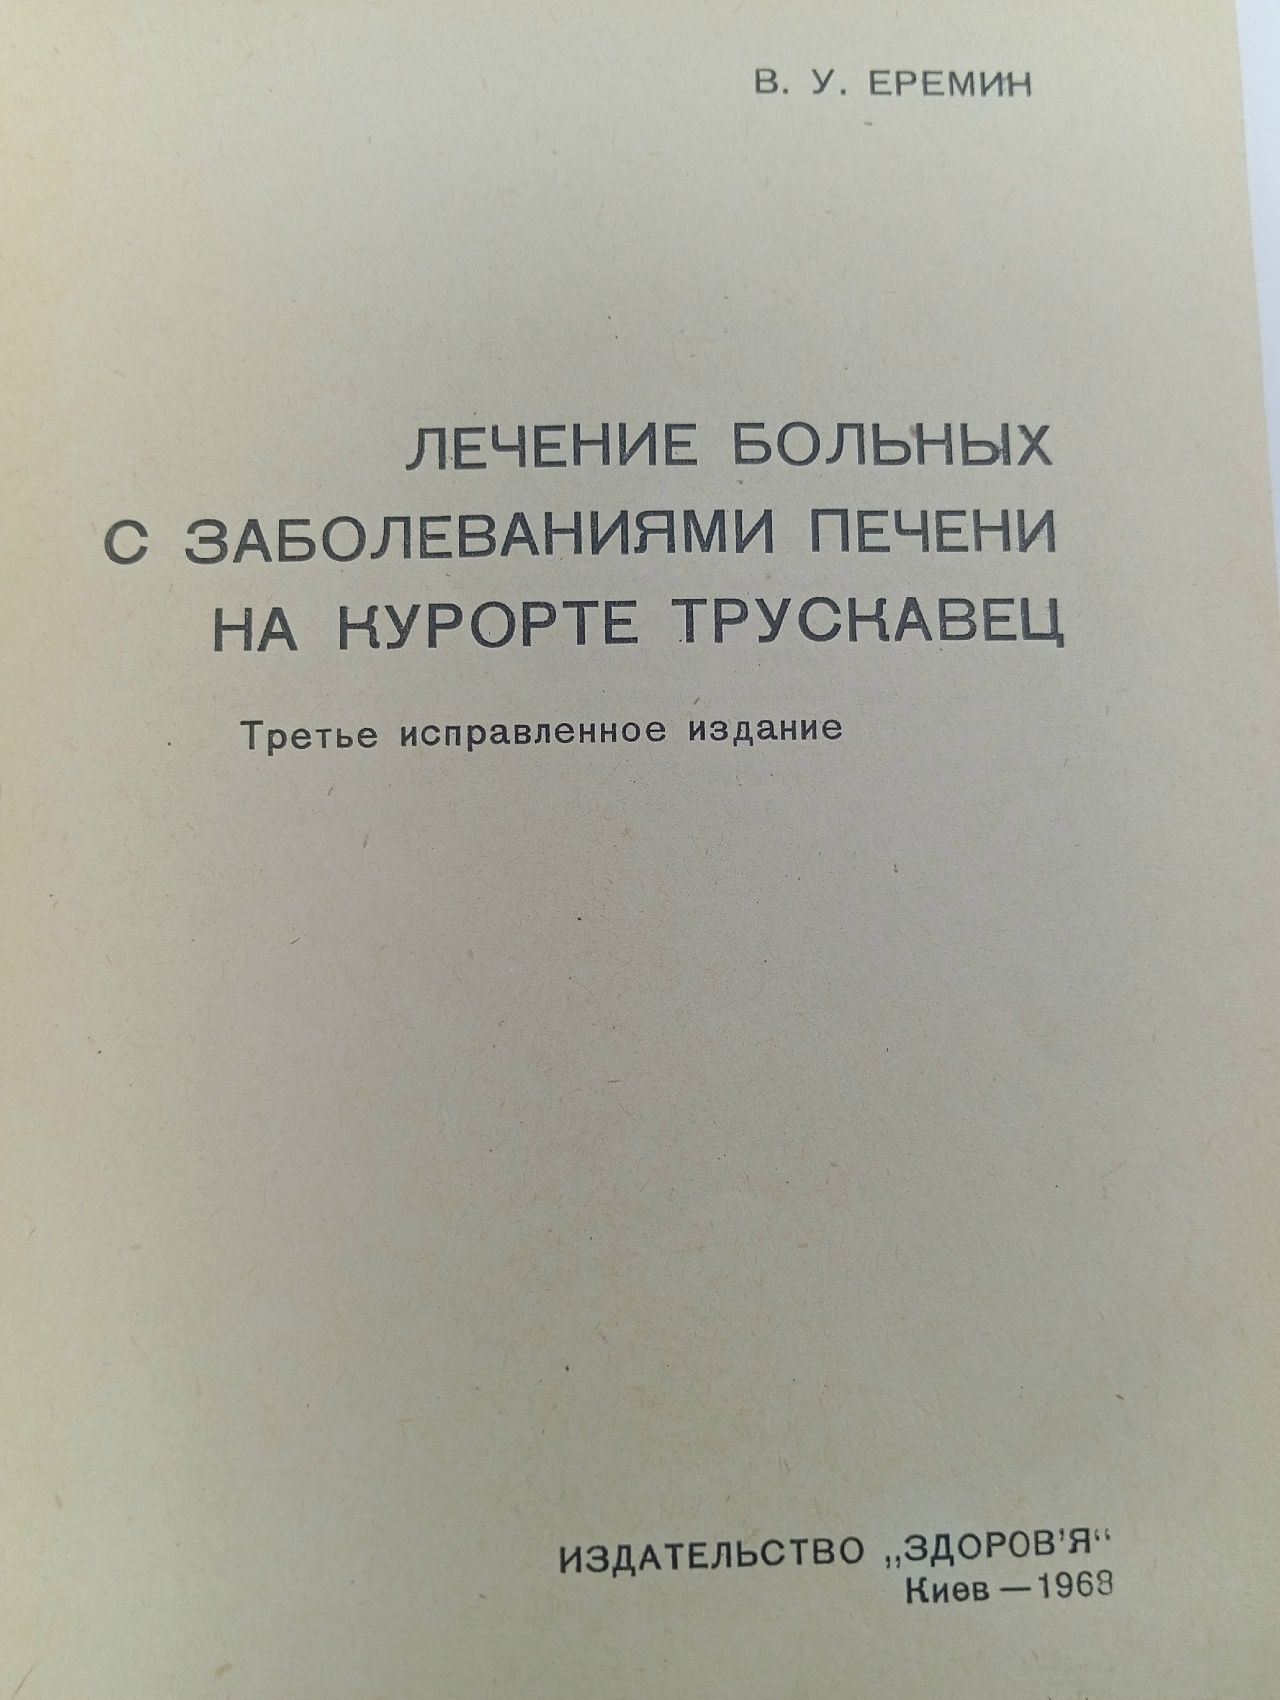 В. У. ЕРЕМИН
ЛЕЧЕНИЕ БОЛЬНЫХ
С ЗАБОЛЕВАНИЯМИ ПЕЧЕНИ
НА КУРОРТЕ ТРУСКАВЕЦ
Третье исправленное издание
ИЗДАТЕЛЬСТВО „ЗДОРОВ'Я“
Киев — 1968